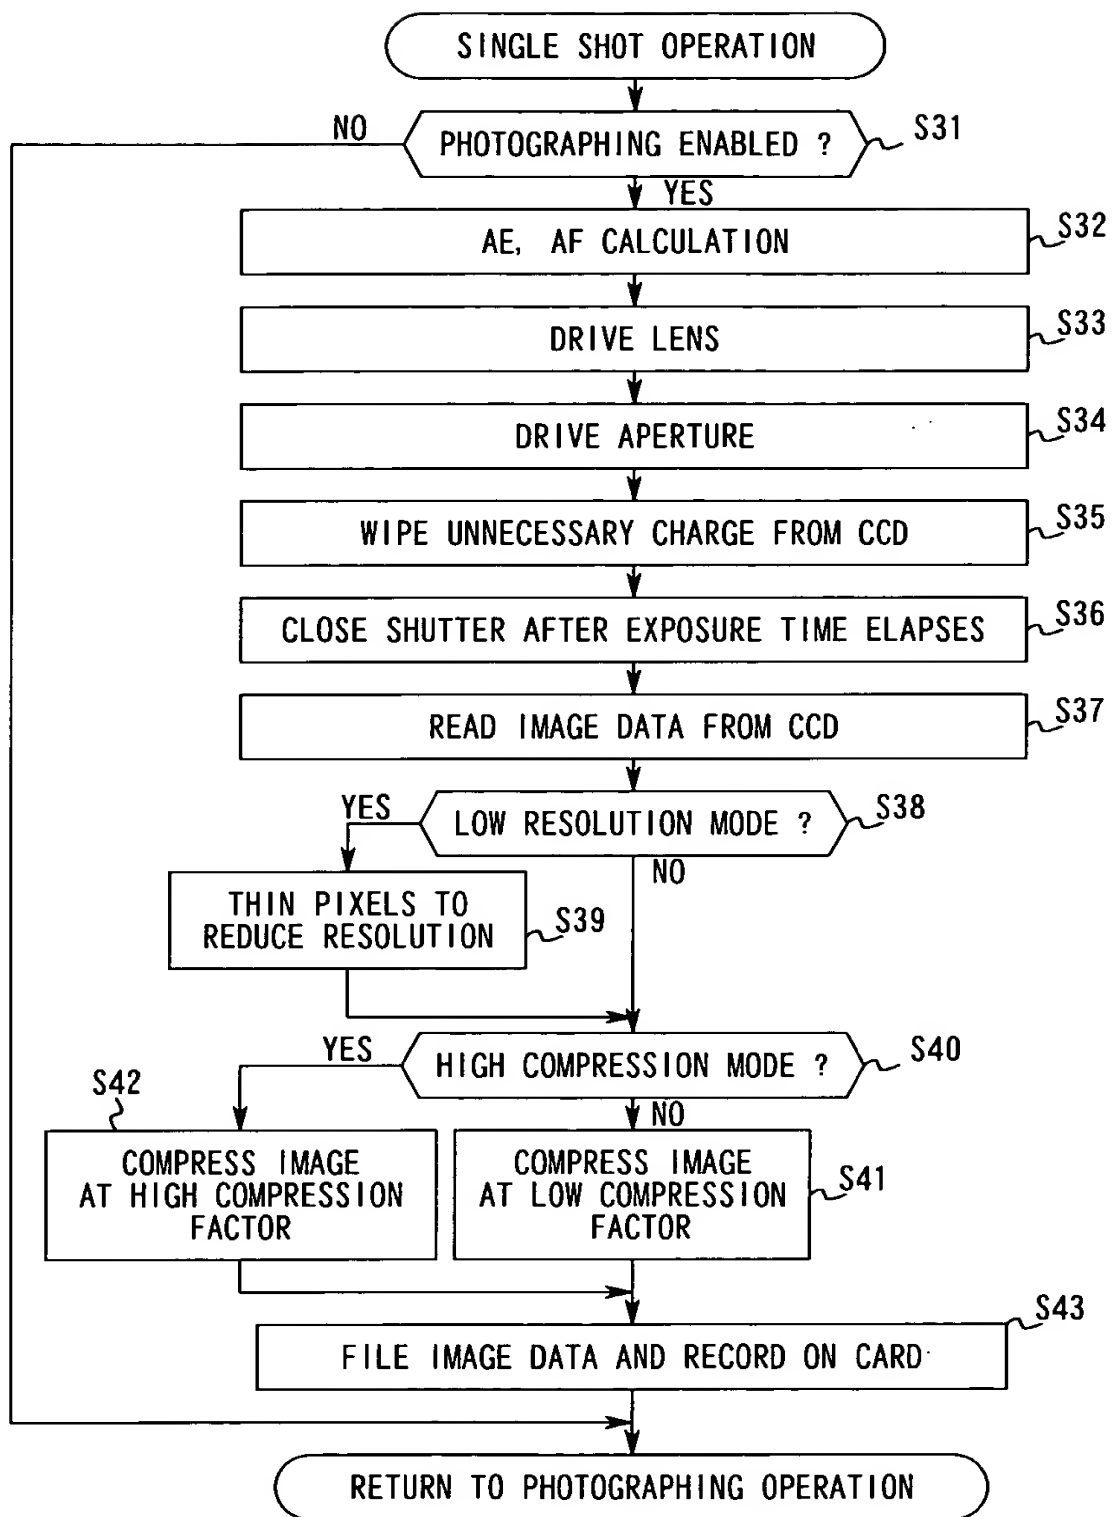 SINGLE SHOT OPERATION
NO
PHOTOGRAPHING ENABLED ?
S31
YES
AE, AF CALCULATION
S32
DRIVE LENS
S33
DRIVE APERTURE
S34
WIPE UNNECESSARY CHARGE FROM CCD
S35
CLOSE SHUTTER AFTER EXPOSURE TIME ELAPSES
S36
READ IMAGE DATA FROM CCD
S37
YES
LOW RESOLUTION MODE ?
S38
NO
THIN PIXELS TO
REDUCE RESOLUTION
S39
YES
HIGH COMPRESSION MODE ?
S40
S42
NO
COMPRESS IMAGE
AT HIGH COMPRESSION
FACTOR
COMPRESS IMAGE
AT LOW COMPRESSION
FACTOR
S41
S43
FILE IMAGE DATA AND RECORD ON CARD
RETURN TO PHOTOGRAPHING OPERATION